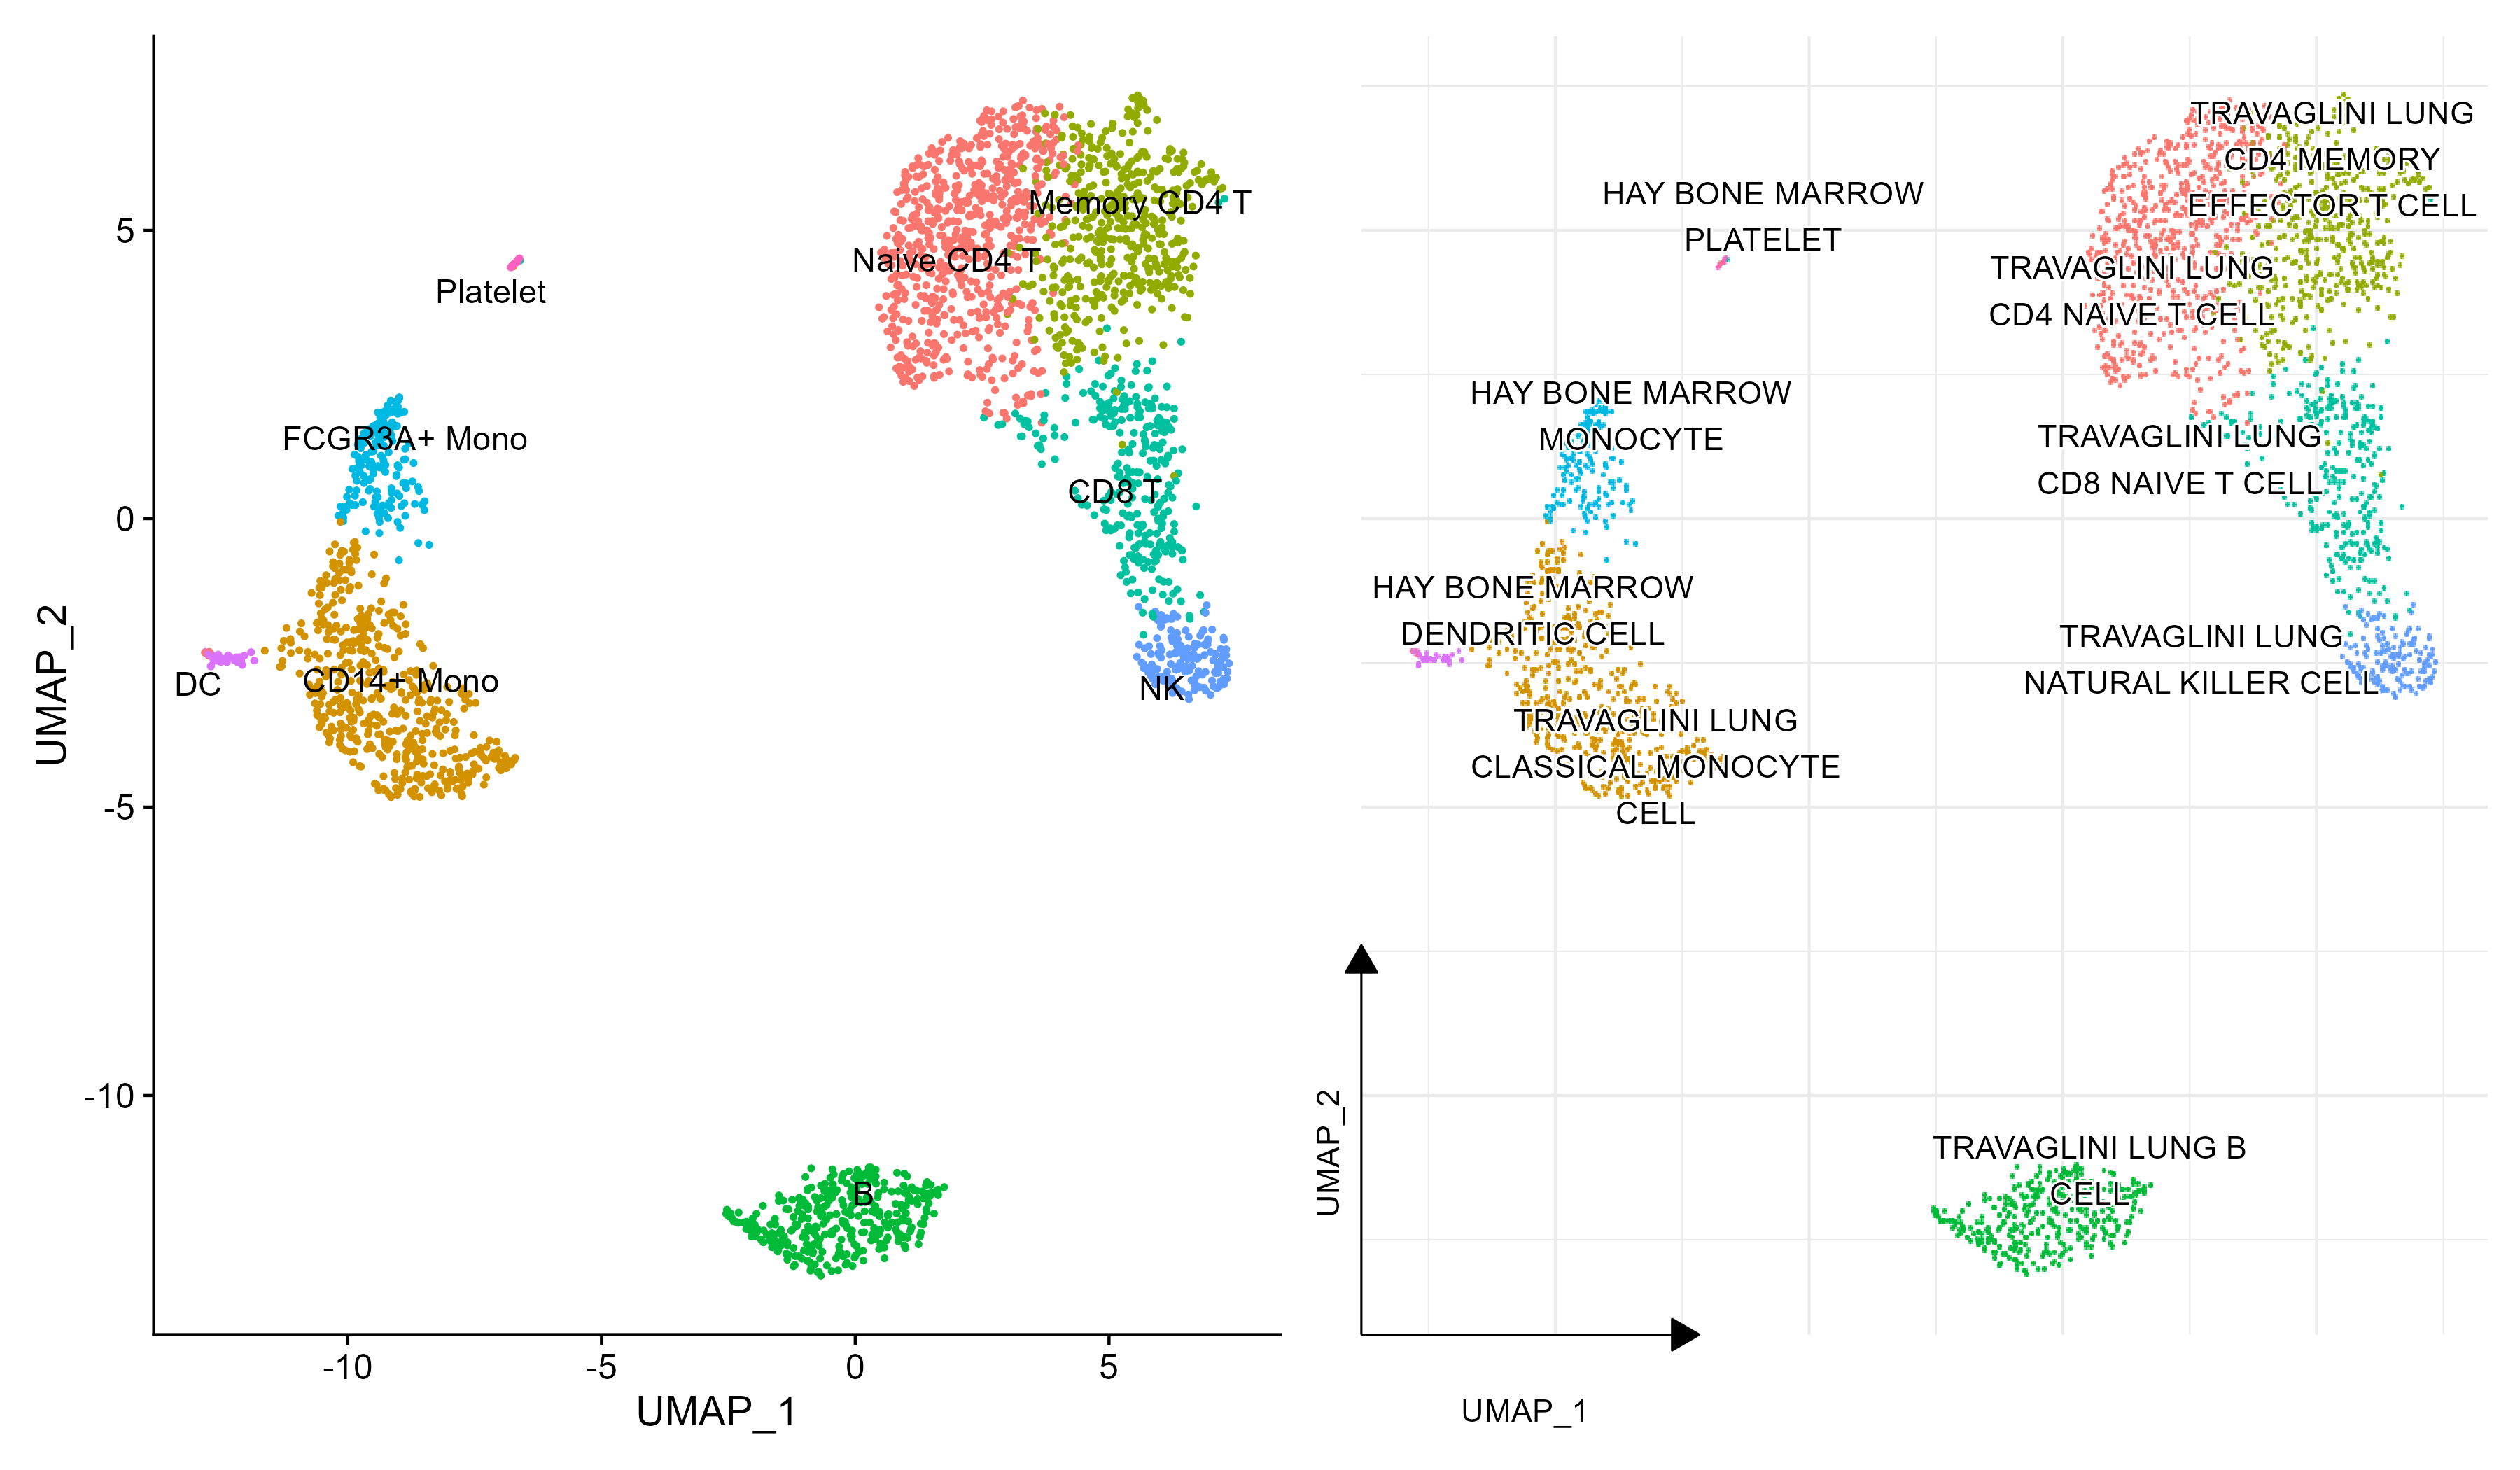 Memory CD4 T
Naive CD4 T
Platelet
FCGR3A+ Mono
CD8 T
CD14+ Mono
DC
NK
B
5
0
-5
-10
UMAP_2
-10
-5
0
5
UMAP_1
TRAVAGLINI LUNG
CD4 MEMORY
EFFECTOR T CELL
HAY BONE MARROW
PLATELET
TRAVAGLINI LUNG
CD4 NAIVE T CELL
HAY BONE MARROW
MONOCYTE
TRAVAGLINI LUNG
CD8 NAIVE T CELL
HAY BONE MARROW
DENDRITIC CELL
TRAVAGLINI LUNG
NATURAL KILLER CELL
TRAVAGLINI LUNG
CLASSICAL MONOCYTE
CELL
TRAVAGLINI LUNG B
CELL
UMAP_2
UMAP_1